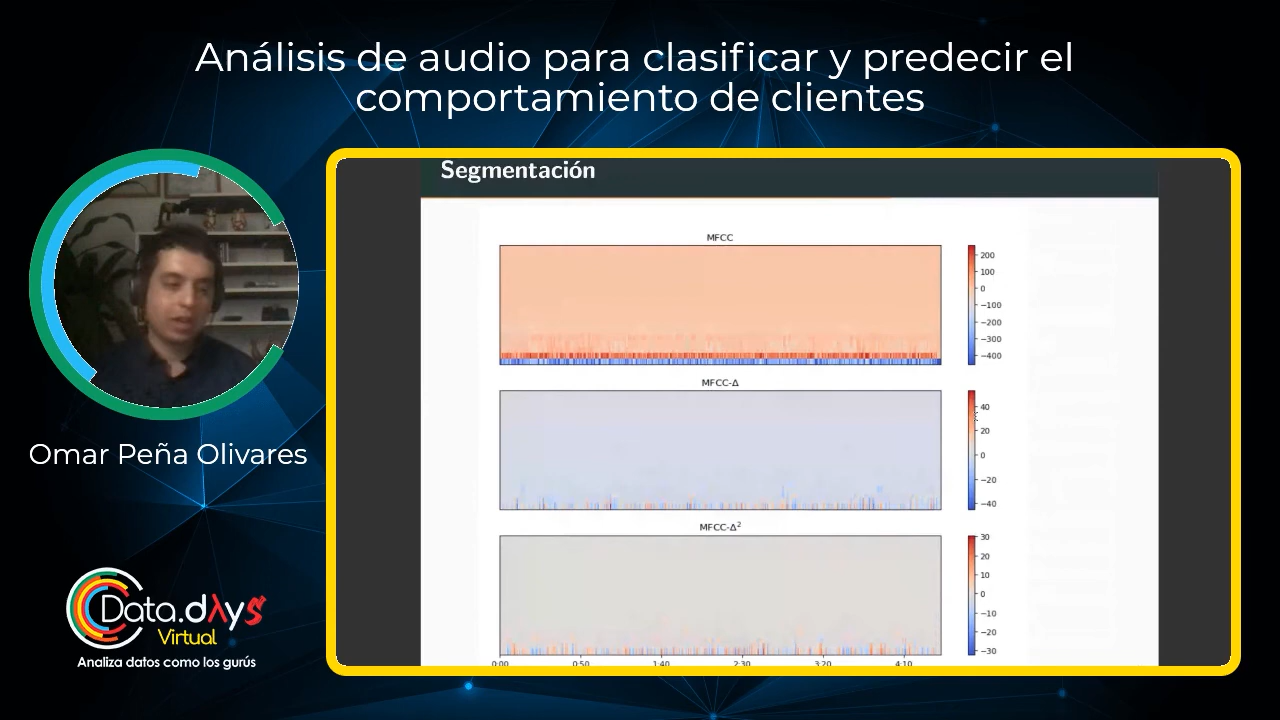 Análisis de audio para clasificar y predecir el
comportamiento de clientes
Segmentación
MFCC
200
100
0
−100
−200
−300
−400
MFCC-Δ
40
20
0
−20
−40
MFCC-Δ²
30
20
10
0
−10
−20
−30
0:00 0:50 1:40 2:30 3:20 4:10
Omar Peña Olivares
Data.dλys
Virtual
Analiza datos como los gurús